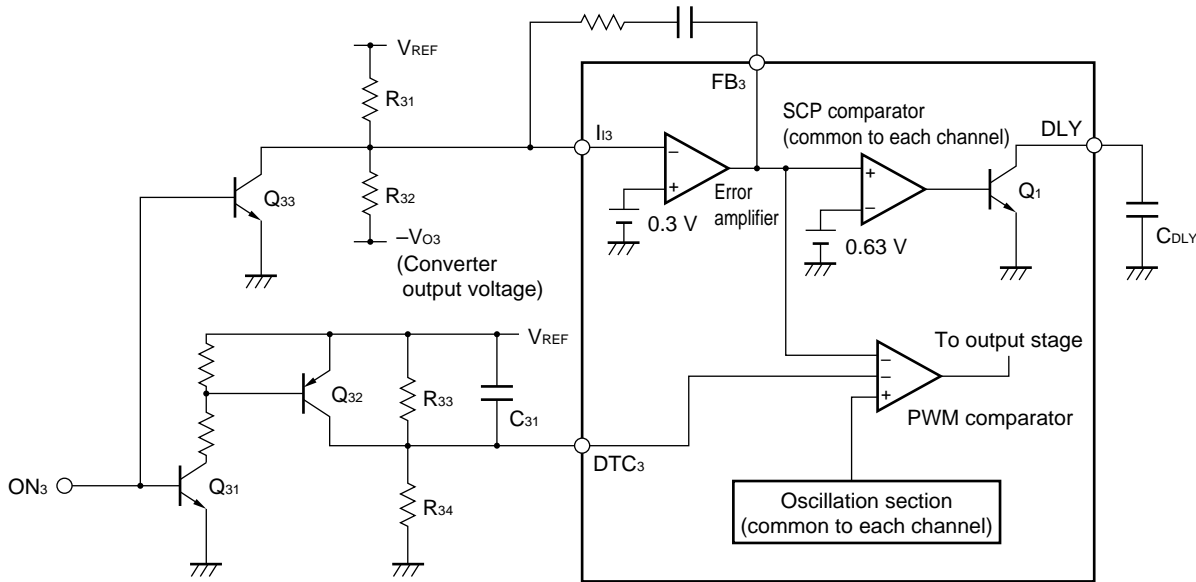 VREF
FB3
R31
SCP comparator
(common to each channel)
DLY
II3
−
+
Error
amplifier
+
−
Q1
Q33
R32
0.3 V
0.63 V
CDLY
−VO3
(Converter
output voltage)
VREF
To output stage
Q32
R33
C31
−
−
+
PWM comparator
DTC3
ON3
Q31
R34
Oscillation section
(common to each channel)